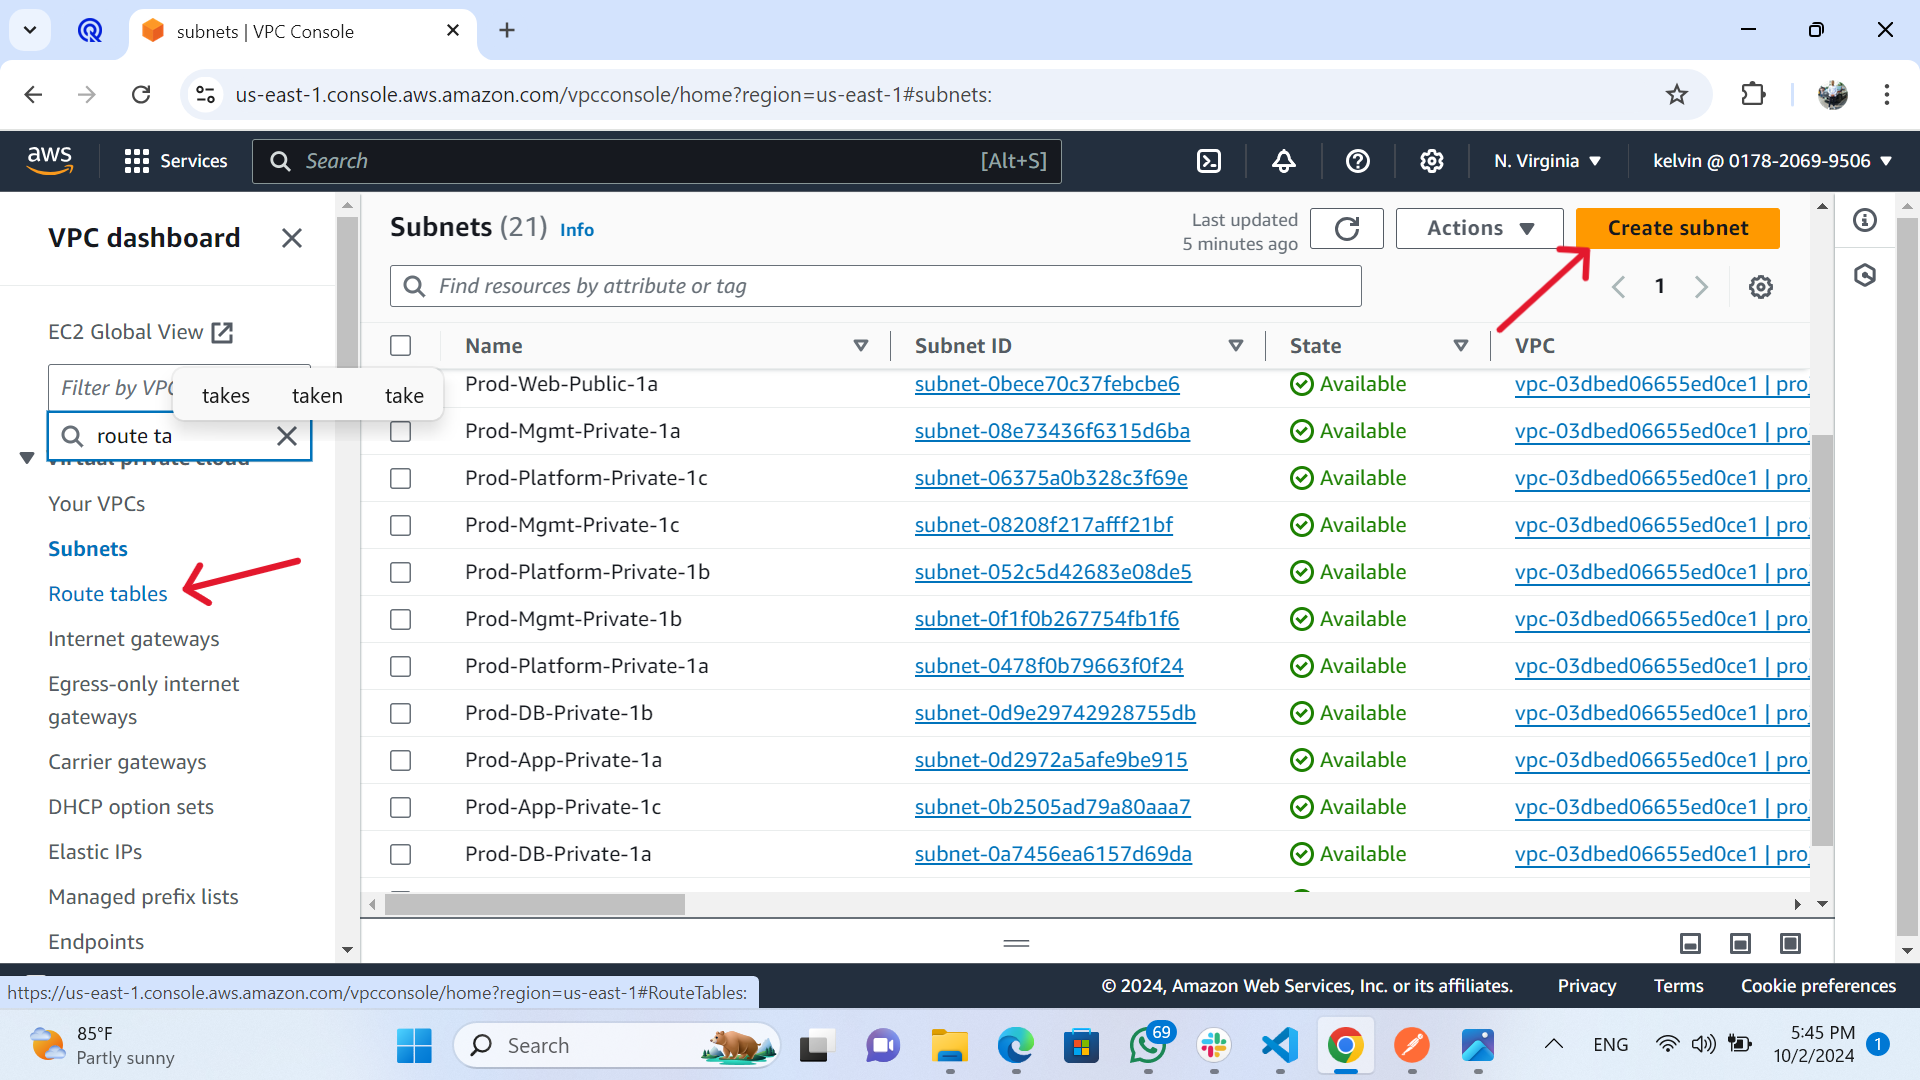 subnets | VPC Console
us-east-1.console.aws.amazon.com/vpcconsole/home?region=us-east-1#subnets:
aws Services Search [Alt+S] N. Virginia kelvin @ 0178-2069-9506
VPC dashboard
EC2 Global View
Filter by VPC
takes taken take
route ta
Virtual private cloud
Your VPCs
Subnets
Route tables
Internet gateways
Egress-only internet
gateways
Carrier gateways
DHCP option sets
Elastic IPs
Managed prefix lists
Endpoints
Subnets (21) Info
Last updated
5 minutes ago
Actions
Create subnet
Find resources by attribute or tag
1
Name Subnet ID State VPC
Prod-Web-Public-1a subnet-0bece70c37febcbe6 Available vpc-03dbed06655ed0ce1 | pro
Prod-Mgmt-Private-1a subnet-08e73436f6315d6ba Available vpc-03dbed06655ed0ce1 | pro
Prod-Platform-Private-1c subnet-06375a0b328c3f69e Available vpc-03dbed06655ed0ce1 | pro
Prod-Mgmt-Private-1c subnet-08208f217afff21bf Available vpc-03dbed06655ed0ce1 | pro
Prod-Platform-Private-1b subnet-052c5d42683e08de5 Available vpc-03dbed06655ed0ce1 | pro
Prod-Mgmt-Private-1b subnet-0f1f0b267754fb1f6 Available vpc-03dbed06655ed0ce1 | pro
Prod-Platform-Private-1a subnet-0478f0b79663f0f24 Available vpc-03dbed06655ed0ce1 | pro
Prod-DB-Private-1b subnet-0d9e29742928755db Available vpc-03dbed06655ed0ce1 | pro
Prod-App-Private-1a subnet-0d2972a5afe9be915 Available vpc-03dbed06655ed0ce1 | pro
Prod-App-Private-1c subnet-0b2505ad79a80aaa7 Available vpc-03dbed06655ed0ce1 | pro
Prod-DB-Private-1a subnet-0a7456ea6157d69da Available vpc-03dbed06655ed0ce1 | pro
https://us-east-1.console.aws.amazon.com/vpcconsole/home?region=us-east-1#RouteTables:
© 2024, Amazon Web Services, Inc. or its affiliates. Privacy Terms Cookie preferences
85°F
Partly sunny
Search
69
ENG
5:45 PM
10/2/2024
1